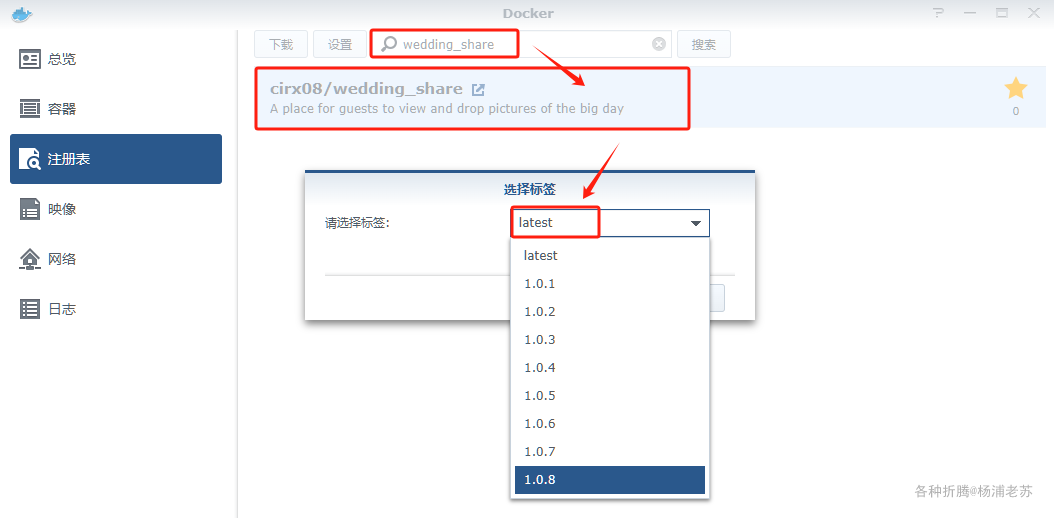 Docker
总览
容器
注册表
映像
网络
日志
下载 设置 wedding_share 搜索
cirx08/wedding_share
A place for guests to view and drop pictures of the big day
0
选择标签
请选择标签: latest
latest
1.0.1
1.0.2
1.0.3
1.0.4
1.0.5
1.0.6
1.0.7
1.0.8
各种折腾@杨浦老苏